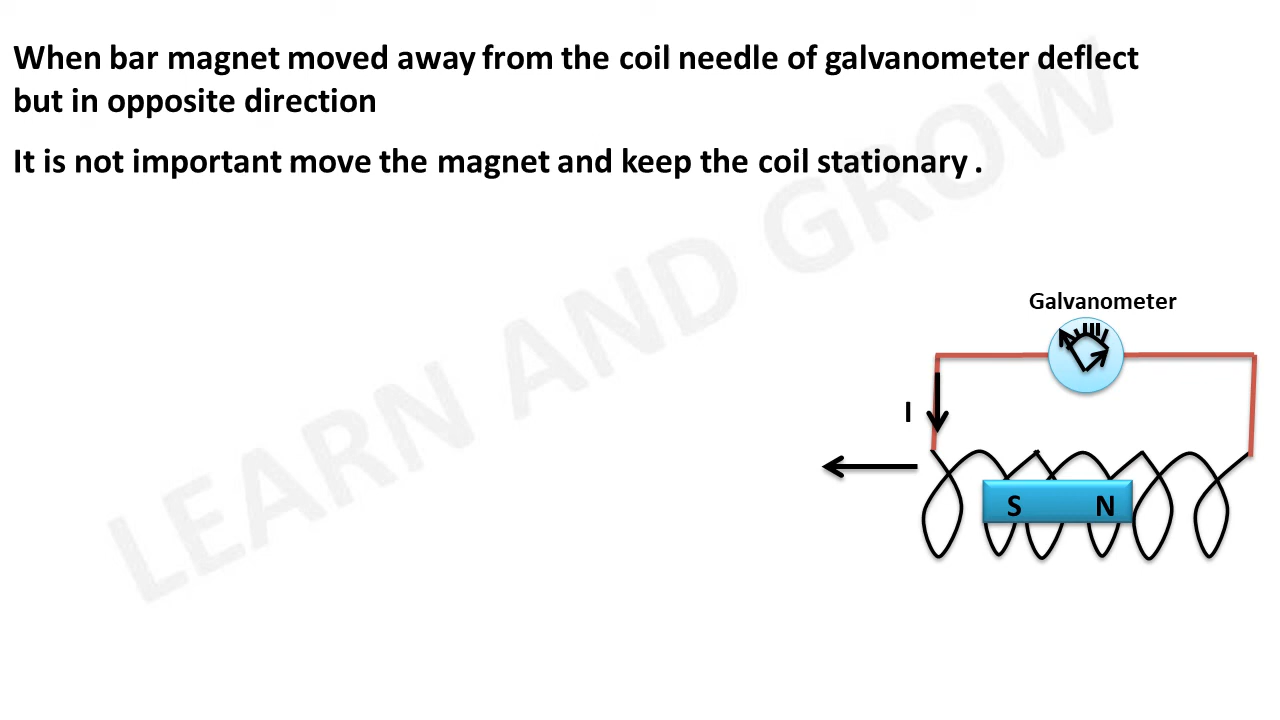 When bar magnet moved away from the coil needle of galvanometer deflect
but in opposite direction
It is not important move the magnet and keep the coil stationary .
LEARN AND GROW
Galvanometer
I
S N